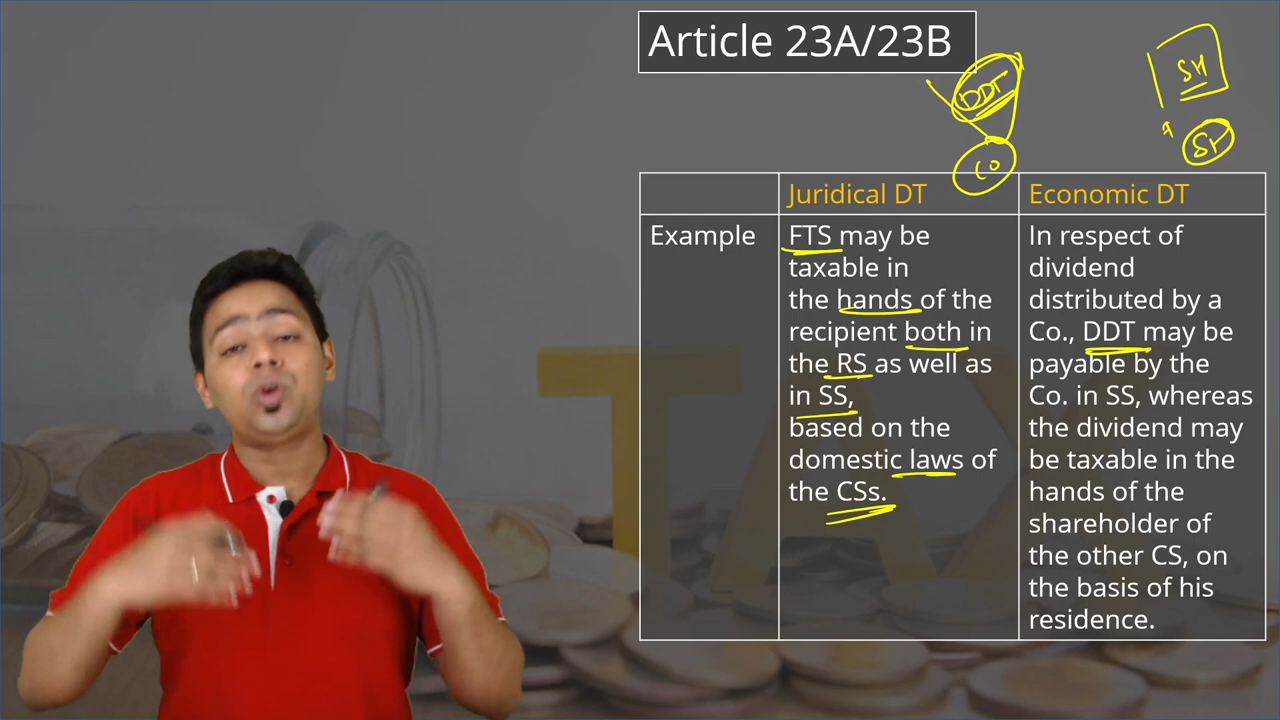 Article 23A/23B
DDT
SH
Co
Juridical DT
Economic DT
Example
FTS may be
taxable in
the hands of the
recipient both in
the RS as well as
in SS,
based on the
domestic laws of
the CSs.
In respect of
dividend
distributed by a
Co., DDT may be
payable by the
Co. in SS, whereas
the dividend may
be taxable in the
hands of the
shareholder of
the other CS, on
the basis of his
residence.
TAX